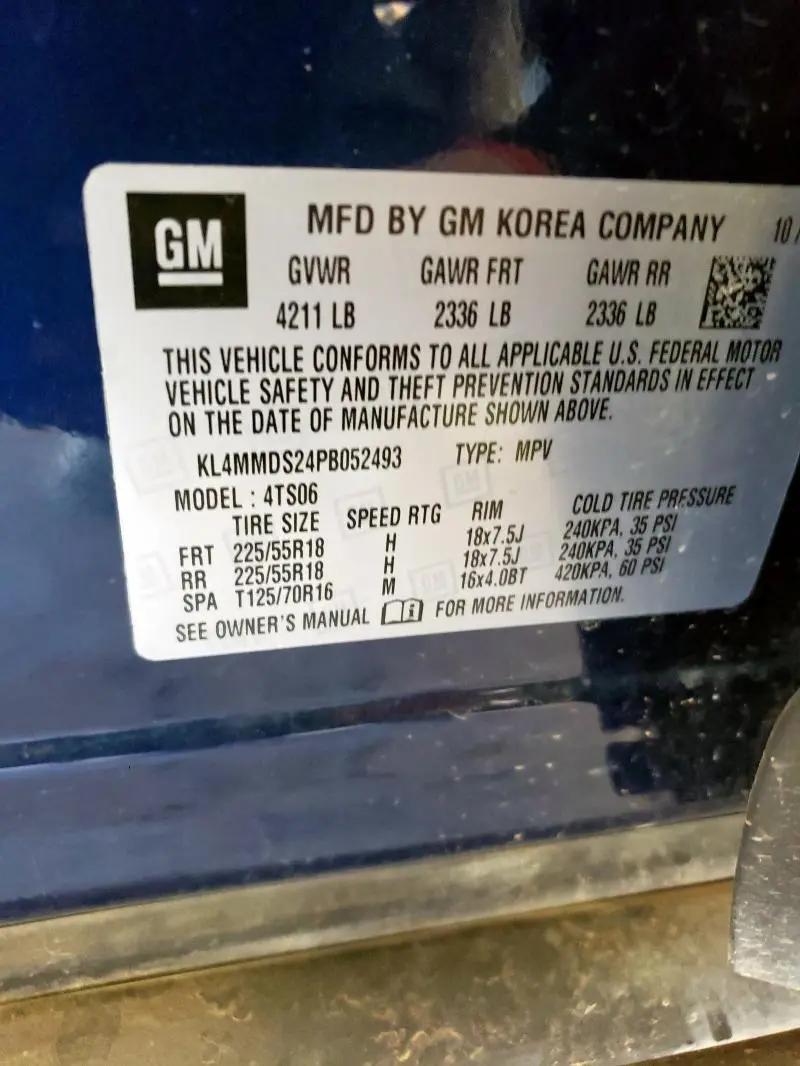 GM
MFD BY GM KOREA COMPANY 10/
GVWR GAWR FRT GAWR RR
4211 LB 2336 LB 2336 LB
THIS VEHICLE CONFORMS TO ALL APPLICABLE U.S. FEDERAL MOTOR
VEHICLE SAFETY AND THEFT PREVENTION STANDARDS IN EFFECT
ON THE DATE OF MANUFACTURE SHOWN ABOVE.
KL4MMDS24PB052493 TYPE: MPV
MODEL : 4TS06
TIRE SIZE SPEED RTG RIM COLD TIRE PRESSURE
FRT 225/55R18 H 18x7.5J 240KPA, 35 PSI
RR 225/55R18 H 18x7.5J 240KPA, 35 PSI
SPA T125/70R16 M 16x4.0BT 420KPA, 60 PSI
SEE OWNER'S MANUAL i FOR MORE INFORMATION.